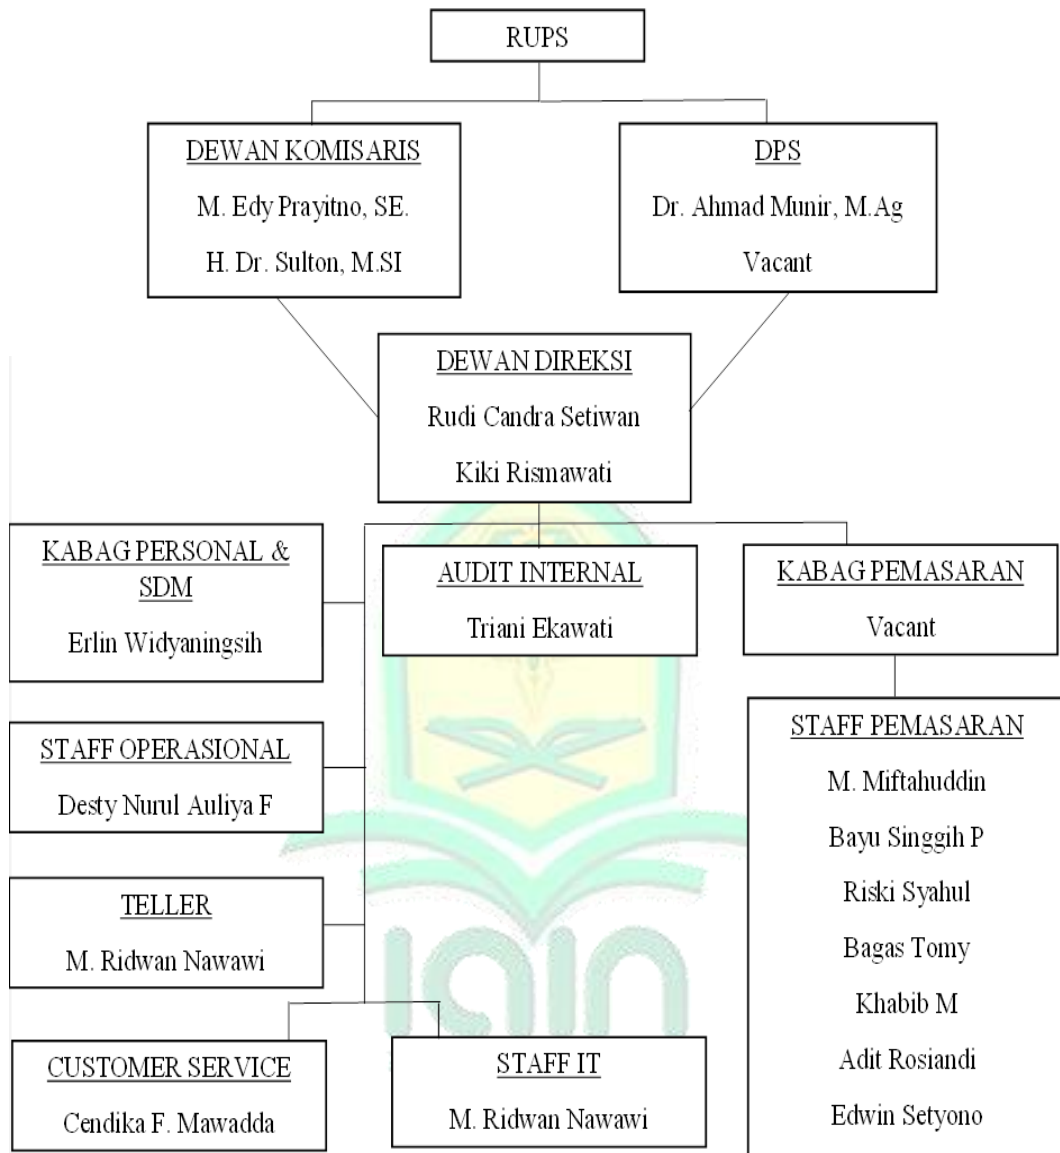 RUPS
DEWAN KOMISARIS
M. Edy Prayitno, SE.
H. Dr. Sulton, M.SI
DPS
Dr. Ahmad Munir, M.Ag
Vacant
DEWAN DIREKSI
Rudi Candra Setiwan
Kiki Rismawati
KABAG PERSONAL &
SDM
Erlin Widyaningsih
AUDIT INTERNAL
Triani Ekawati
KABAG PEMASARAN
Vacant
STAFF OPERASIONAL
Desty Nurul Auliya F
TELLER
M. Ridwan Nawawi
CUSTOMER SERVICE
Cendika F. Mawadda
STAFF IT
M. Ridwan Nawawi
STAFF PEMASARAN
M. Miftahuddin
Bayu Singgih P
Riski Syahul
Bagas Tomy
Khabib M
Adit Rosiandi
Edwin Setyono
iain